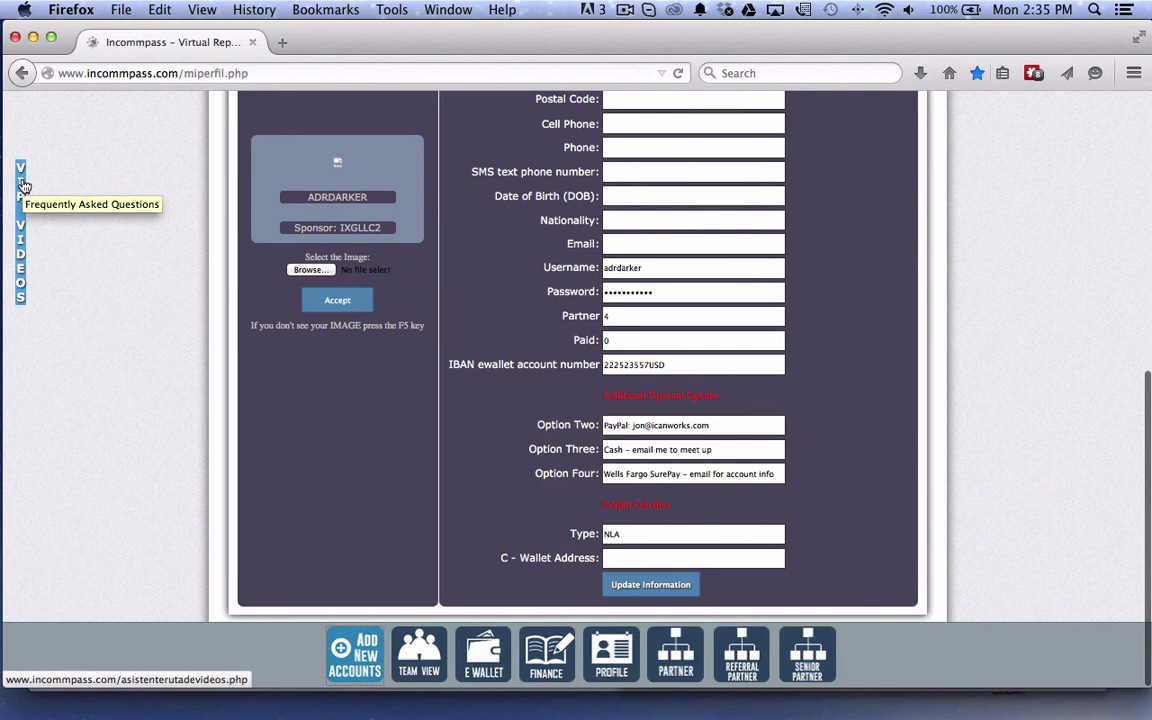 Firefox File Edit View History Bookmarks Tools Window Help 3 100% Mon 2:35 PM
Incommpass – Virtual Rep...
www.incommpass.com/miperfil.php Search 8
Postal Code:
Cell Phone:
Phone:
SMS text phone number:
Date of Birth (DOB):
Nationality:
Email:
Username: adrdarker
Password: •••••••••••
Partner 4
Paid: 0
IBAN ewallet account number 222523557USD
Option Two: PayPal: jon@icanworks.com
Option Three: Cash – email me to meet up
Option Four: Wells Fargo SurePay – email for account info
Type: NLA
C - Wallet Address:
Update Information
ADRDARKER
Sponsor: IXGLLC2
Select the Image:
Browse... No file select
Accept
If you don't see your IMAGE press the F5 key
V
V
I
D
E
O
S
Frequently Asked Questions
ADD NEW ACCOUNTS
TEAM VIEW
E WALLET
FINANCE
PROFILE
PARTNER
REFERRAL PARTNER
SENIOR PARTNER
www.incommpass.com/asistenterutadevideos.php